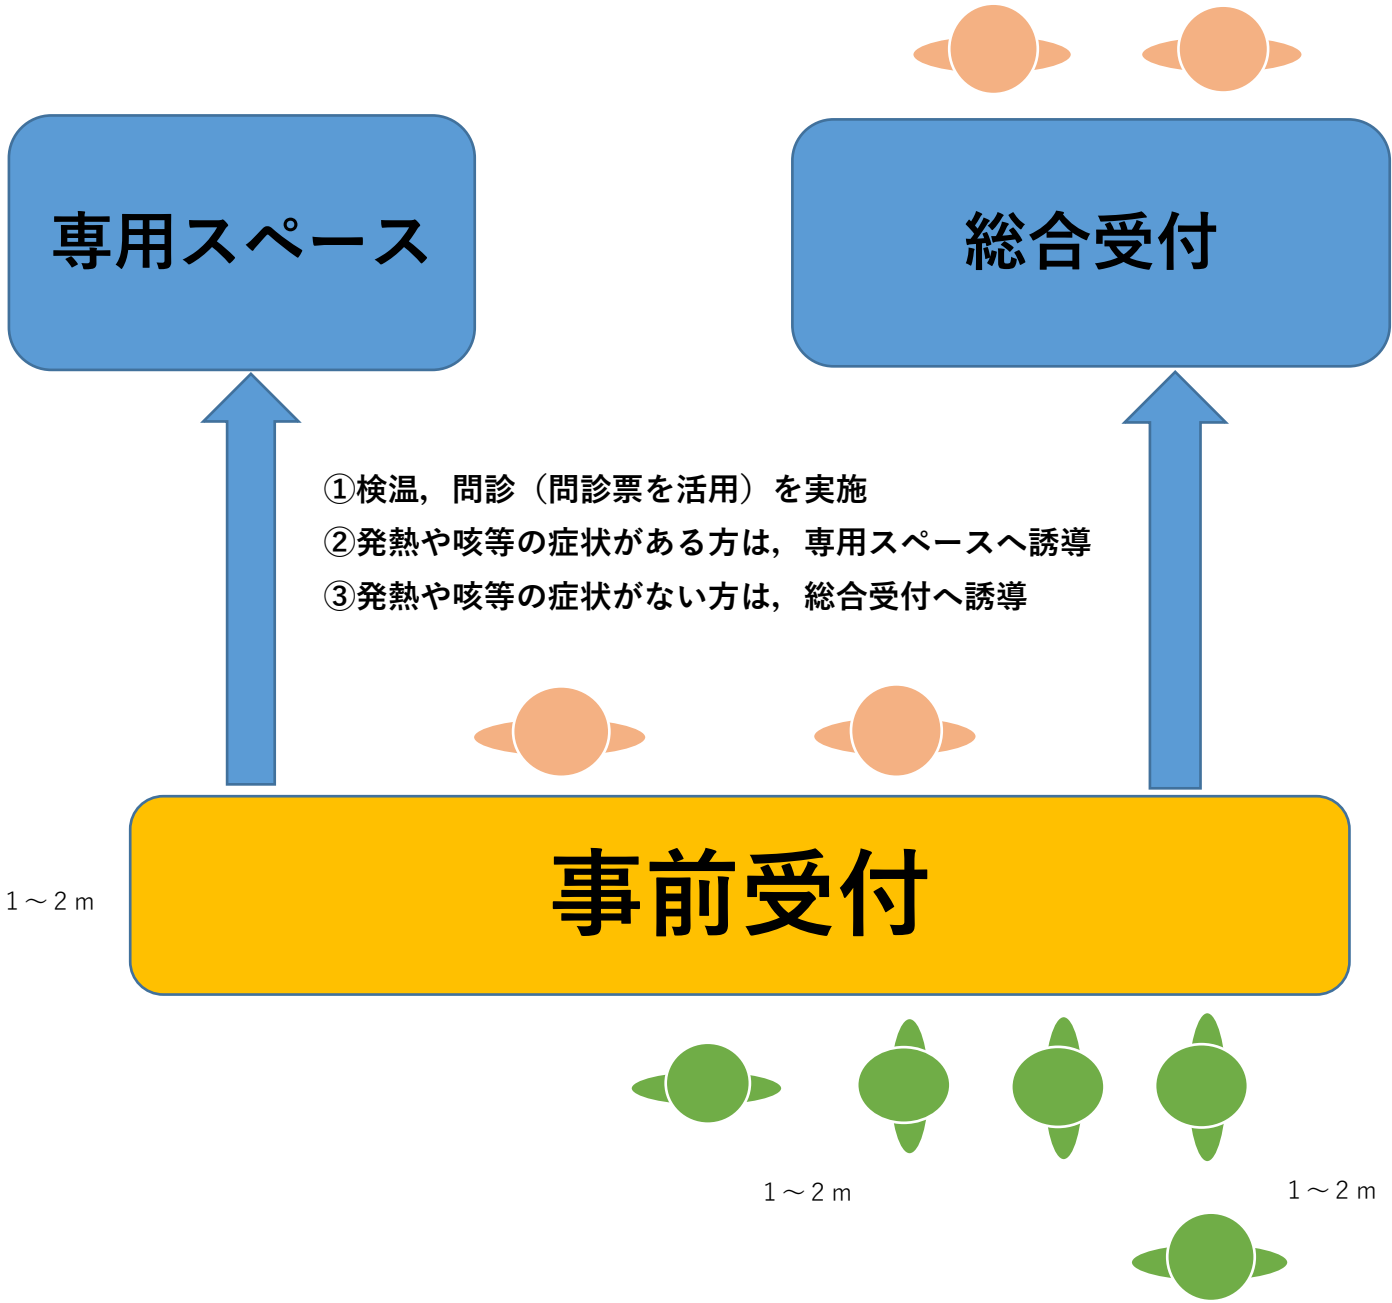 専用スペース
総合受付
①検温，問診（問診票を活用）を実施
②発熱や咳等の症状がある方は，専用スペースへ誘導
③発熱や咳等の症状がない方は，総合受付へ誘導
事前受付
１～２ｍ
１～２ｍ
１～２ｍ